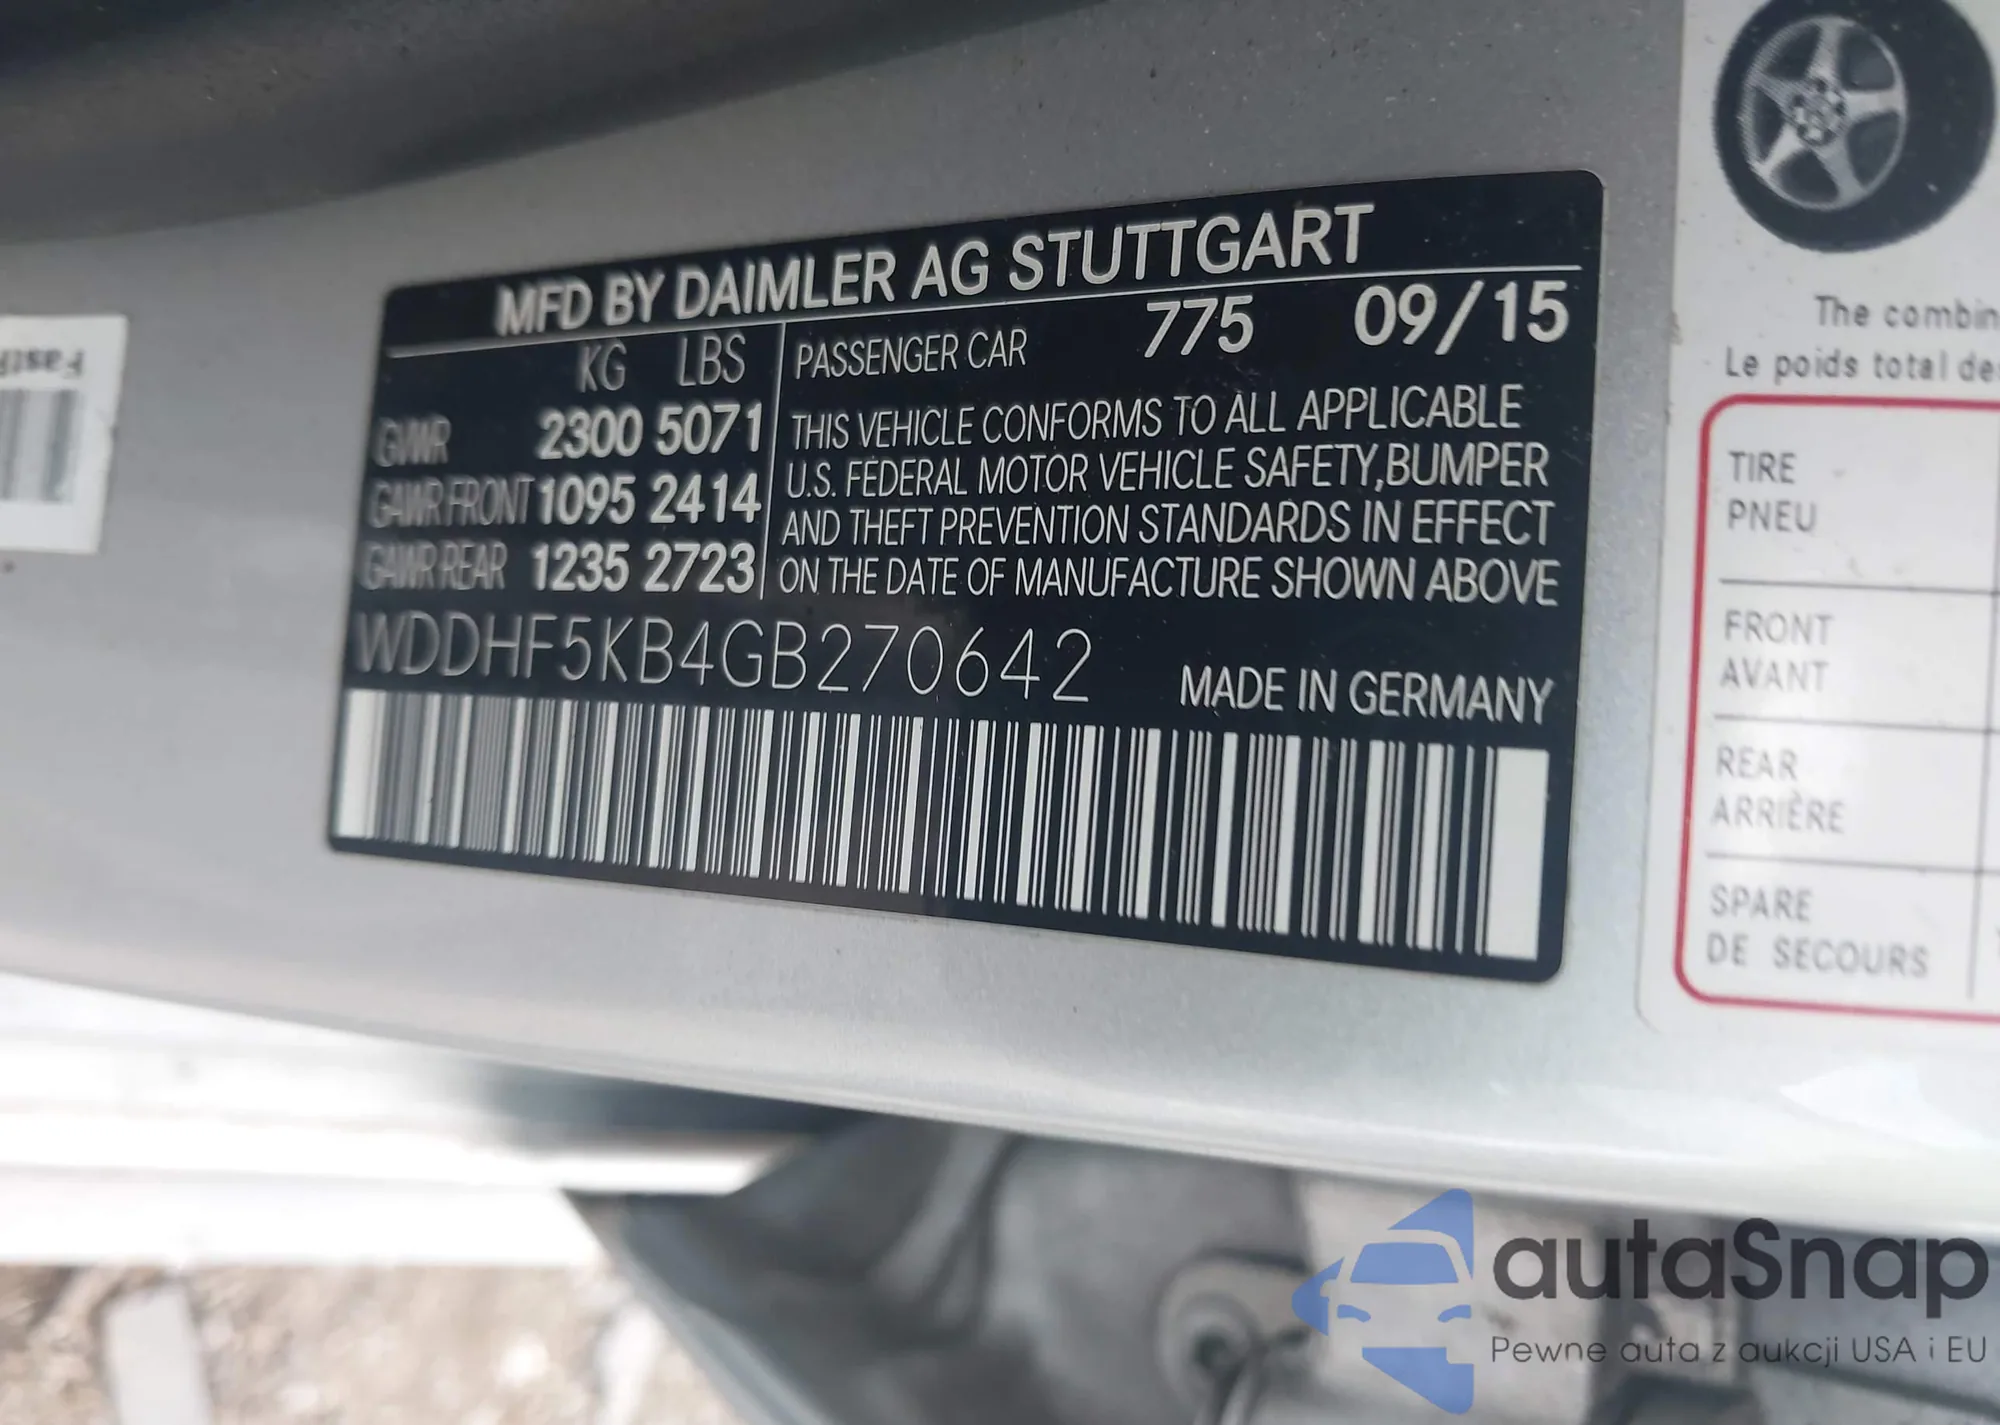 MFD BY DAIMLER AG STUTTGART
KG LBS
PASSENGER CAR 775 09/15
GVWR 2300 5071
GAWR FRONT 1095 2414
GAWR REAR 1235 2723
THIS VEHICLE CONFORMS TO ALL APPLICABLE
U.S. FEDERAL MOTOR VEHICLE SAFETY,BUMPER
AND THEFT PREVENTION STANDARDS IN EFFECT
ON THE DATE OF MANUFACTURE SHOWN ABOVE
WDDHF5KB4GB270642
MADE IN GERMANY
The combin
Le poids total de
TIRE
PNEU
FRONT
AVANT
REAR
ARRIÈRE
SPARE
DE SECOURS
autaSnap
Pewne auta z aukcji USA i EU